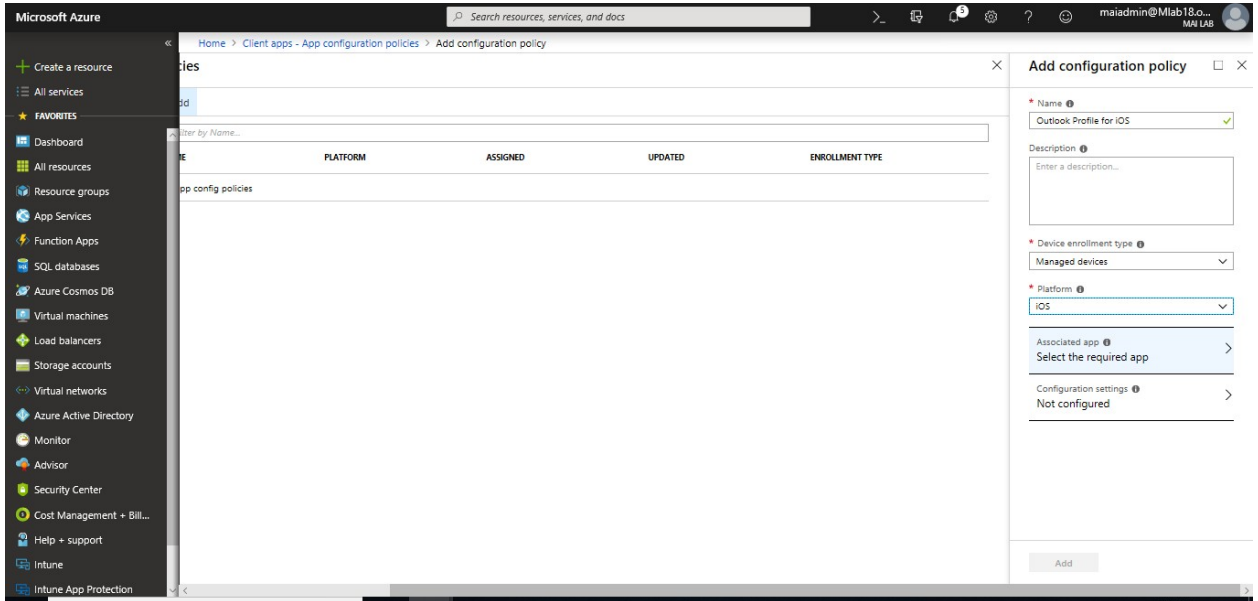 Microsoft Azure
Search resources, services, and docs
5
maiadmin@Mlab18.o...
MAI LAB
Home > Client apps - App configuration policies > Add configuration policy
Create a resource
All services
FAVORITES
Dashboard
All resources
Resource groups
App Services
Function Apps
SQL databases
Azure Cosmos DB
Virtual machines
Load balancers
Storage accounts
Virtual networks
Azure Active Directory
Monitor
Advisor
Security Center
Cost Management + Bill...
Help + support
Intune
Intune App Protection
cies
dd
ilter by Name...
E PLATFORM ASSIGNED UPDATED ENROLLMENT TYPE
pp config policies
Add configuration policy
* Name
Outlook Profile for iOS
Description
Enter a description...
* Device enrollment type
Managed devices
* Platform
iOS
Associated app
Select the required app
Configuration settings
Not configured
Add